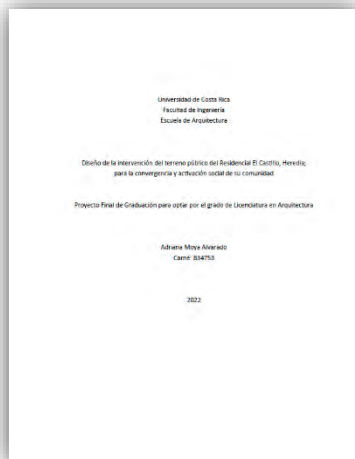 Universidad de Costa Rica
Facultad de Ingeniería
Escuela de Arquitectura
Diseño de la intervención del terreno público del Residencial El Castillo, Heredia;
para la convergencia y activación social de su comunidad
Proyecto Final de Graduación para optar por el grado de Licenciatura en Arquitectura
Adriana Moya Alvarado
Carné: B34753
2022